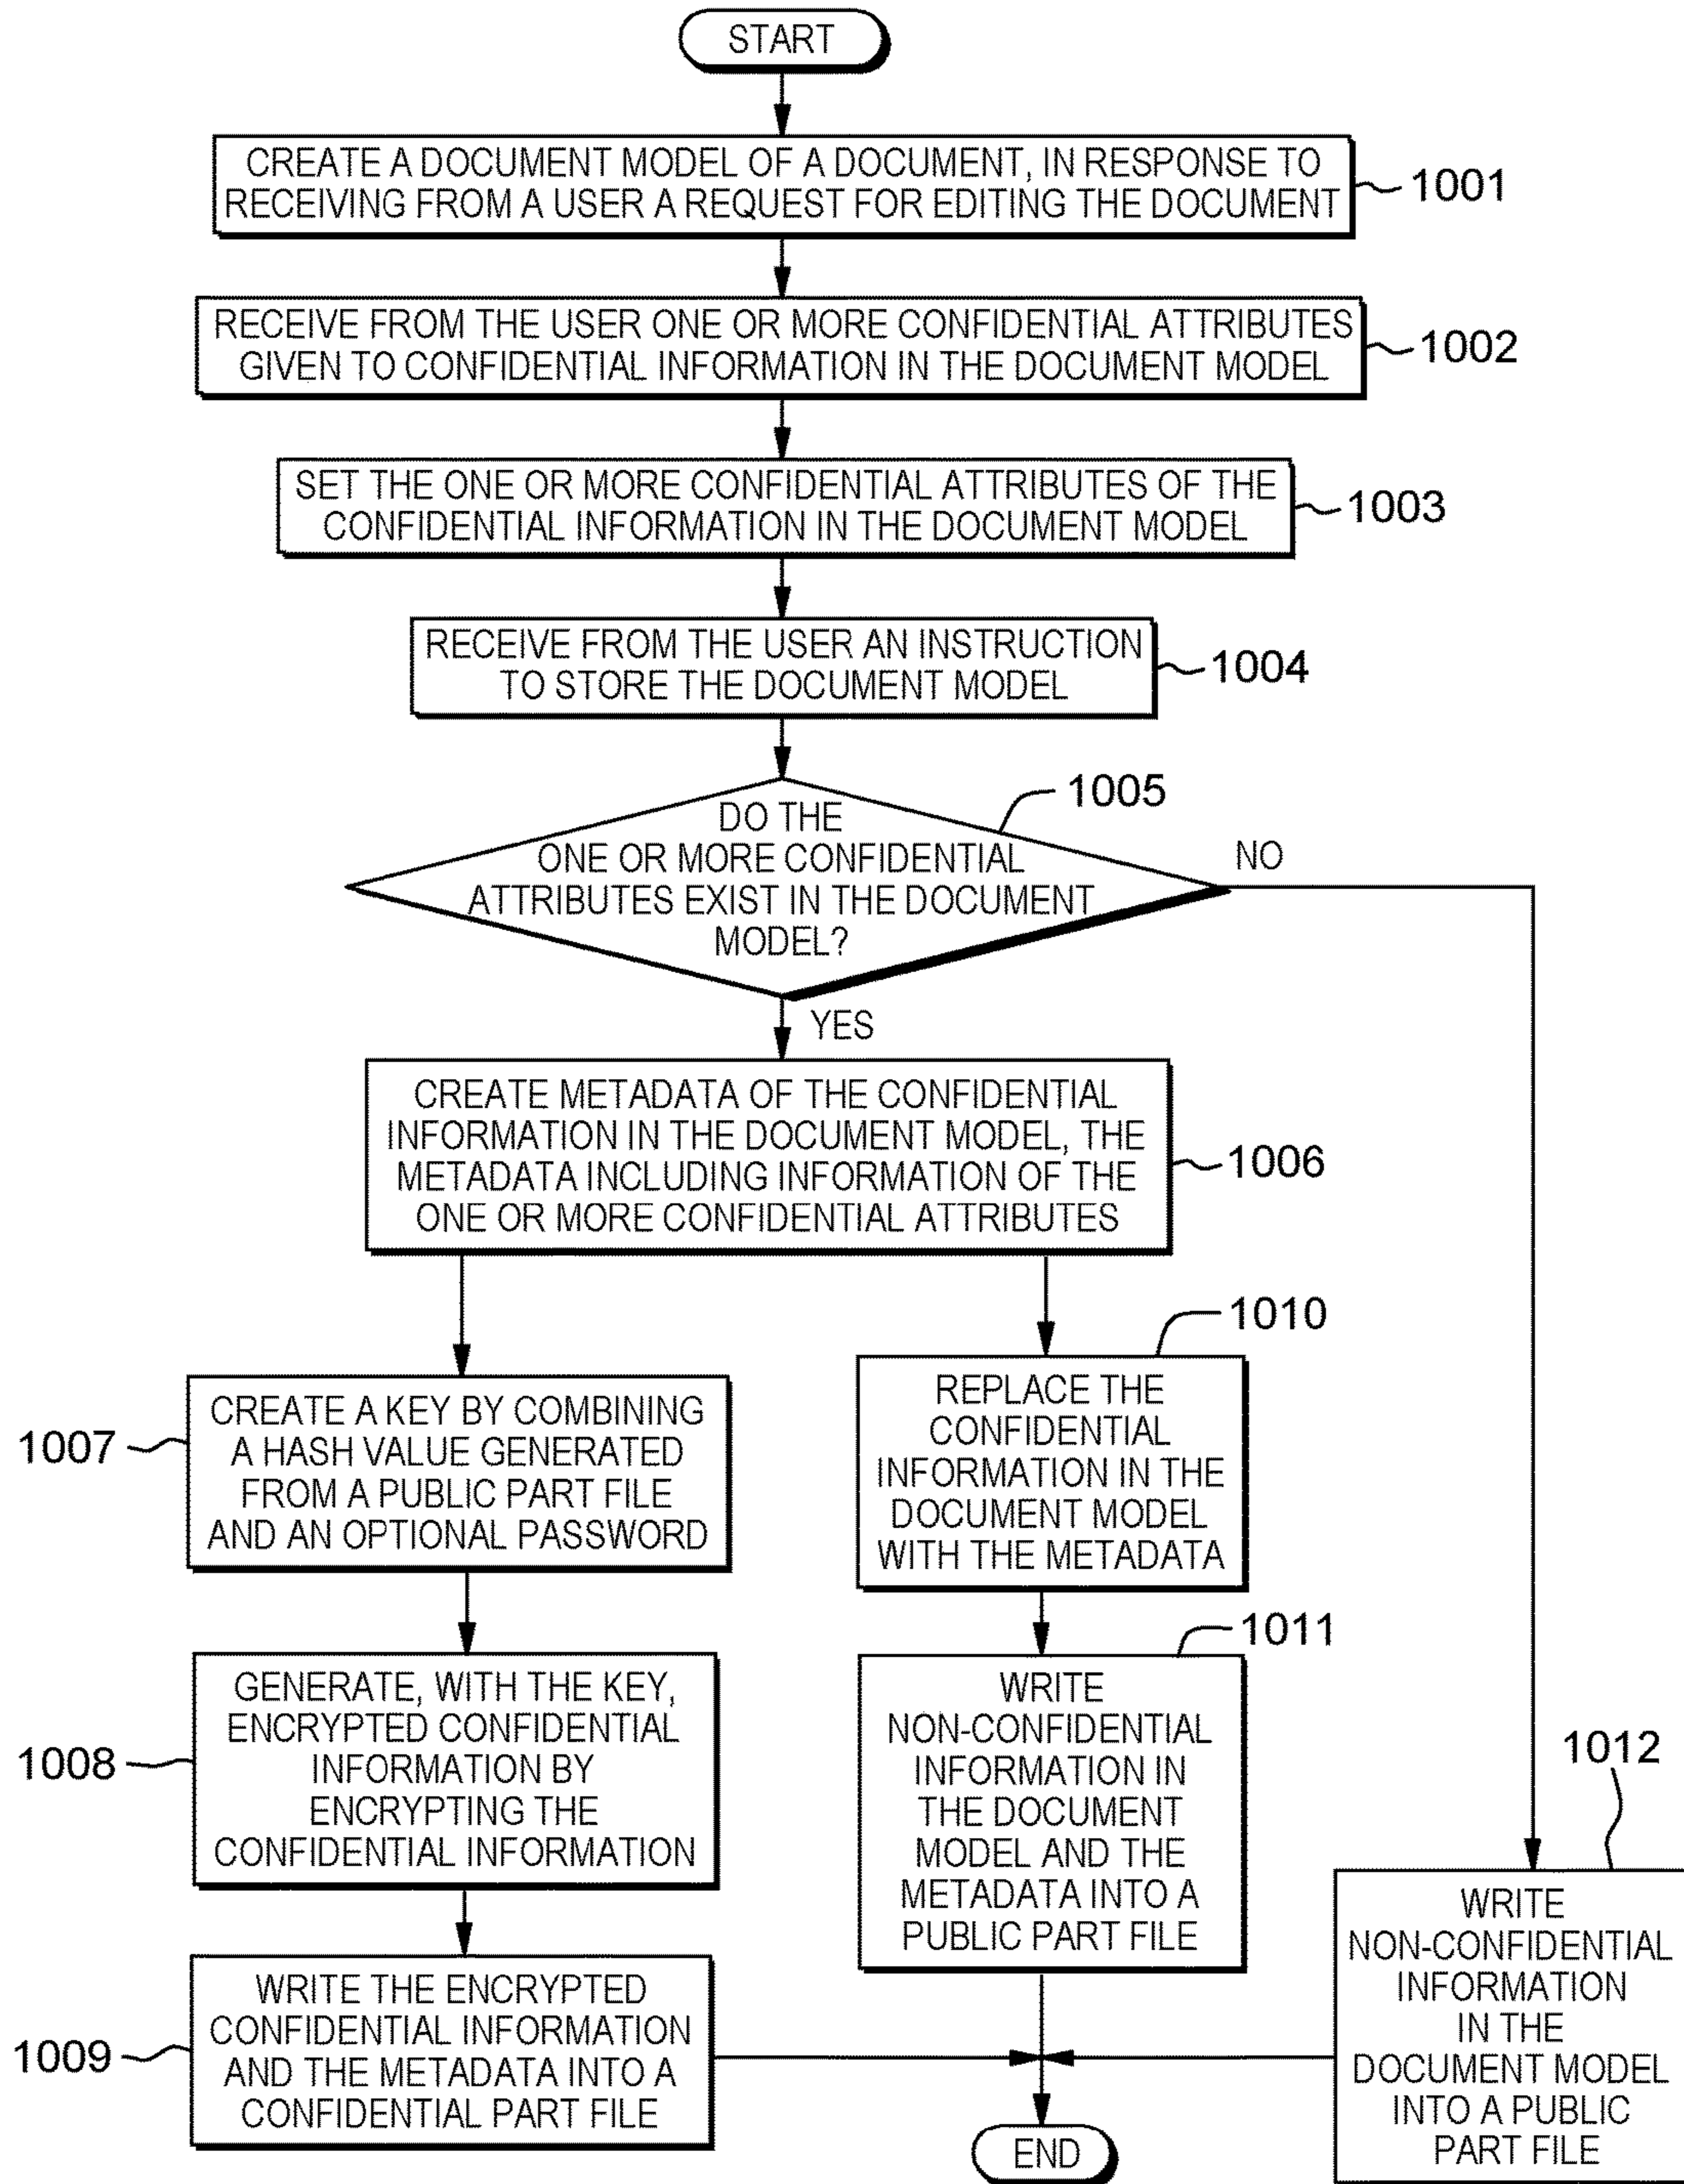 START
CREATE A DOCUMENT MODEL OF A DOCUMENT, IN RESPONSE TO
RECEIVING FROM A USER A REQUEST FOR EDITING THE DOCUMENT
1001
RECEIVE FROM THE USER ONE OR MORE CONFIDENTIAL ATTRIBUTES
GIVEN TO CONFIDENTIAL INFORMATION IN THE DOCUMENT MODEL
1002
SET THE ONE OR MORE CONFIDENTIAL ATTRIBUTES OF THE
CONFIDENTIAL INFORMATION IN THE DOCUMENT MODEL
1003
RECEIVE FROM THE USER AN INSTRUCTION
TO STORE THE DOCUMENT MODEL
1004
1005
DO THE
ONE OR MORE CONFIDENTIAL
ATTRIBUTES EXIST IN THE DOCUMENT
MODEL?
NO
YES
CREATE METADATA OF THE CONFIDENTIAL
INFORMATION IN THE DOCUMENT MODEL, THE
METADATA INCLUDING INFORMATION OF THE
ONE OR MORE CONFIDENTIAL ATTRIBUTES
1006
1007
CREATE A KEY BY COMBINING
A HASH VALUE GENERATED
FROM A PUBLIC PART FILE
AND AN OPTIONAL PASSWORD
1008
GENERATE, WITH THE KEY,
ENCRYPTED CONFIDENTIAL
INFORMATION BY
ENCRYPTING THE
CONFIDENTIAL INFORMATION
1009
WRITE THE ENCRYPTED
CONFIDENTIAL INFORMATION
AND THE METADATA INTO A
CONFIDENTIAL PART FILE
1010
REPLACE THE
CONFIDENTIAL
INFORMATION IN THE
DOCUMENT MODEL
WITH THE METADATA
1011
WRITE
NON-CONFIDENTIAL
INFORMATION IN
THE DOCUMENT
MODEL AND THE
METADATA INTO A
PUBLIC PART FILE
1012
WRITE
NON-CONFIDENTIAL
INFORMATION
IN THE
DOCUMENT MODEL
INTO A PUBLIC
PART FILE
END